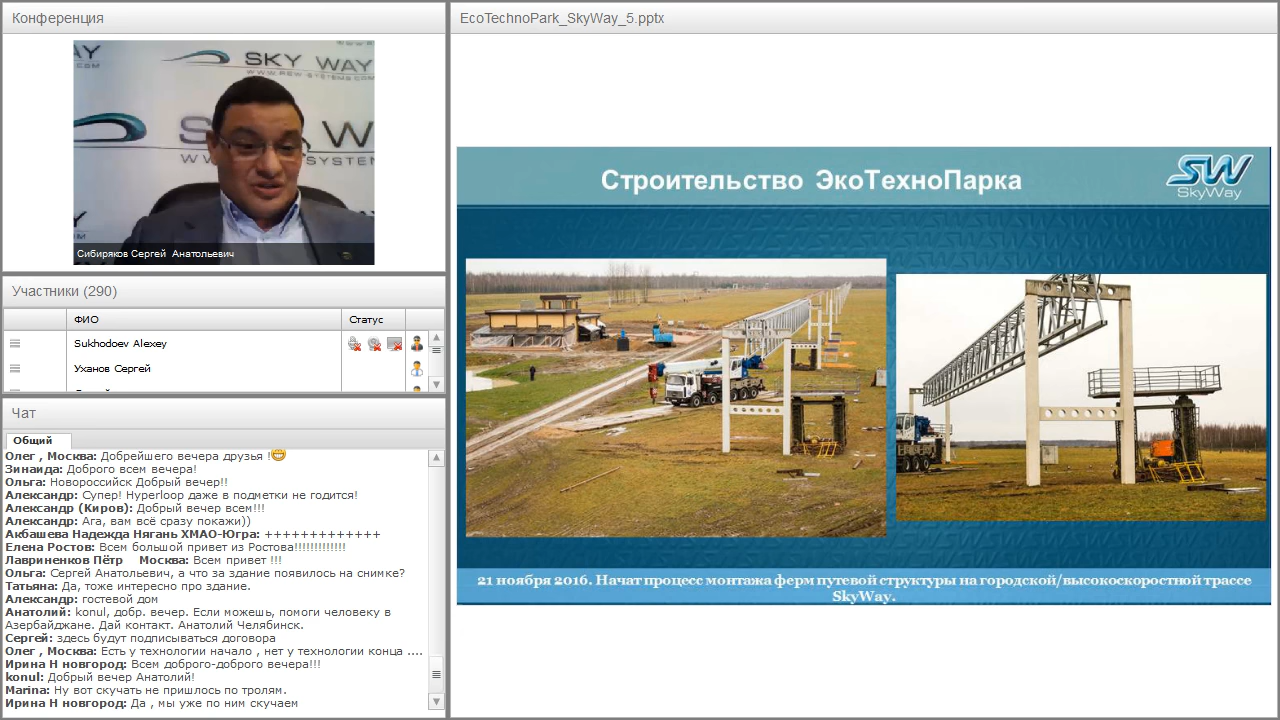 Конференция
AY
.COM
SKY WAY
WWW.RSW-SYSTEMS.COM
SK W
Сибиряков Сергей Анатольевич
Участники (290)
ФИО Статус
Sukhodoev Alexey
Уханов Сергей
Чат
Общий
Олег , Москва: Добрейшего вечера друзья !
Зинаида: Доброго всем вечера!
Ольга: Новороссийск Добрый вечер!!
Александр: Супер! Hyperloop даже в подметки не годится!
Александр (Киров): Добрый вечер всем!!!
Александр: Ага, вам всё сразу покажи))
Акбашева Надежда Нягань ХМАО-Югра: +++++++++++++
Елена Ростов: Всем большой привет из Ростова!!!!!!!!!!!!!
Лавриненков Пётр Москва: Всем привет !!!
Ольга: Сергей Анатольевич, а что за здание появилось на снимке?
Татьяна: Да, тоже интересно про здание.
Александр: гостевой дом
Анатолий: konul, добр. вечер. Если можешь, помоги человеку в
Азербайджане. Дай контакт. Анатолий Челябинск.
Сергей: здесь будут подписываться договора
Олег , Москва: Есть у технологии начало , нет у технологии конца ....
Ирина Н новгород: Всем доброго-доброго вечера!!!
konul: Добрый вечер Анатолий!
Marina: Ну вот скучать не пришлось по тролям.
Ирина Н новгород: Да , мы уже по ним скучаем
EcoTechnoPark_SkyWay_5.pptx
Строительство ЭкоТехноПарка
SW
SkyWay
21 ноября 2016. Начат процесс монтажа ферм путевой структуры на городской/высокоскоростной трассе
SkyWay.